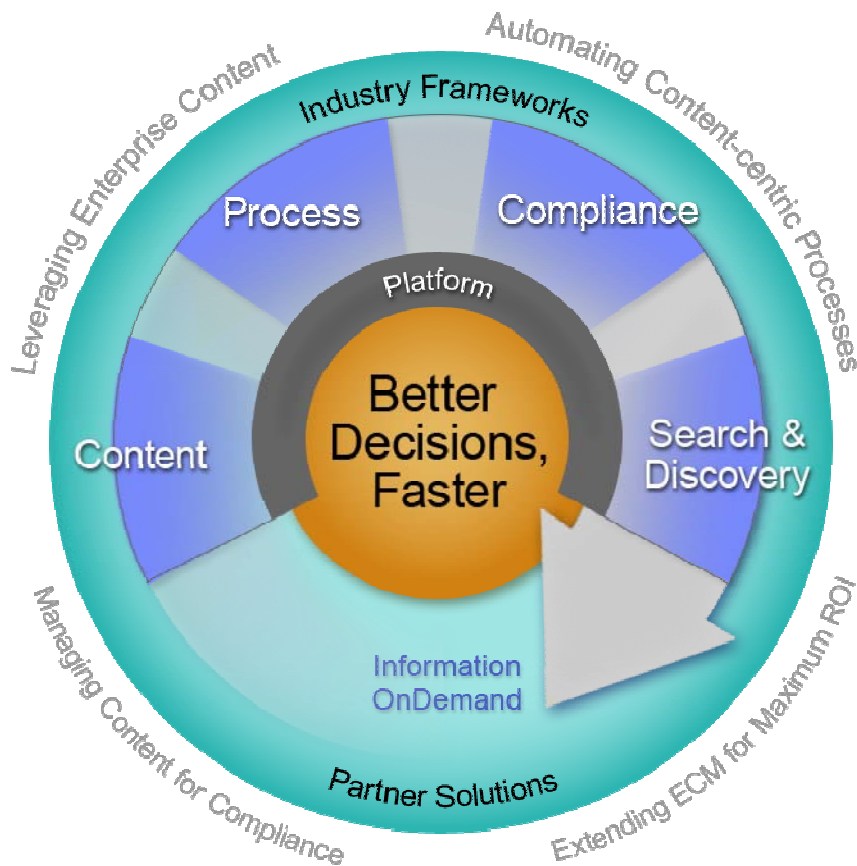 Leveraging Enterprise Content
Automating Content-centric Processes
Industry Frameworks
Process
Compliance
Platform
Better
Decisions,
Faster
Content
Search &
Discovery
Information
OnDemand
Partner Solutions
Managing Content for Compliance
Extending ECM for Maximum ROI